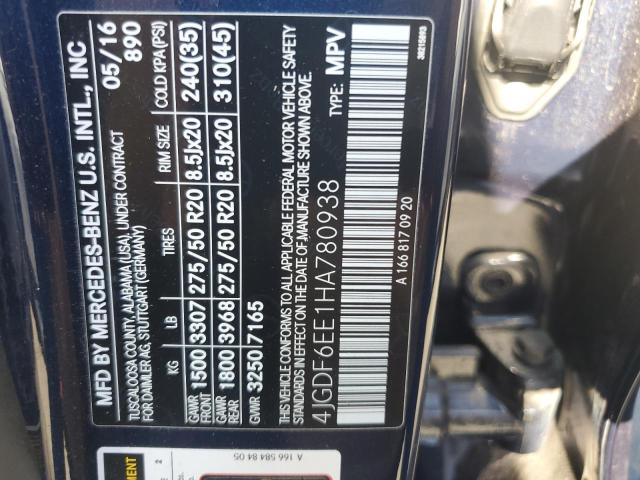 MFD BY MERCEDES-BENZ U.S. INTL., INC
TUSCALOOSA COUNTY, ALABAMA (USA), UNDER CONTRACT
FOR DAIMLER AG, STUTTGART (GERMANY)
05/16
890
KG LB TIRES RIM SIZE COLD KPA(PSI)
GAWR FRONT 1500 3307 275/50 R20 8.5Jx20 240(35)
GAWR REAR 1800 3968 275/50 R20 8.5Jx20 310(45)
GVWR 3250 7165
THIS VEHICLE CONFORMS TO ALL APPLICABLE FEDERAL MOTOR VEHICLE SAFETY
STANDARDS IN EFFECT ON THE DATE OF MANUFACTURE SHOWN ABOVE.
4JGDF6EE1HA780938 TYPE: MPV
A 166 817 09 20
A 166 584 84 05
2